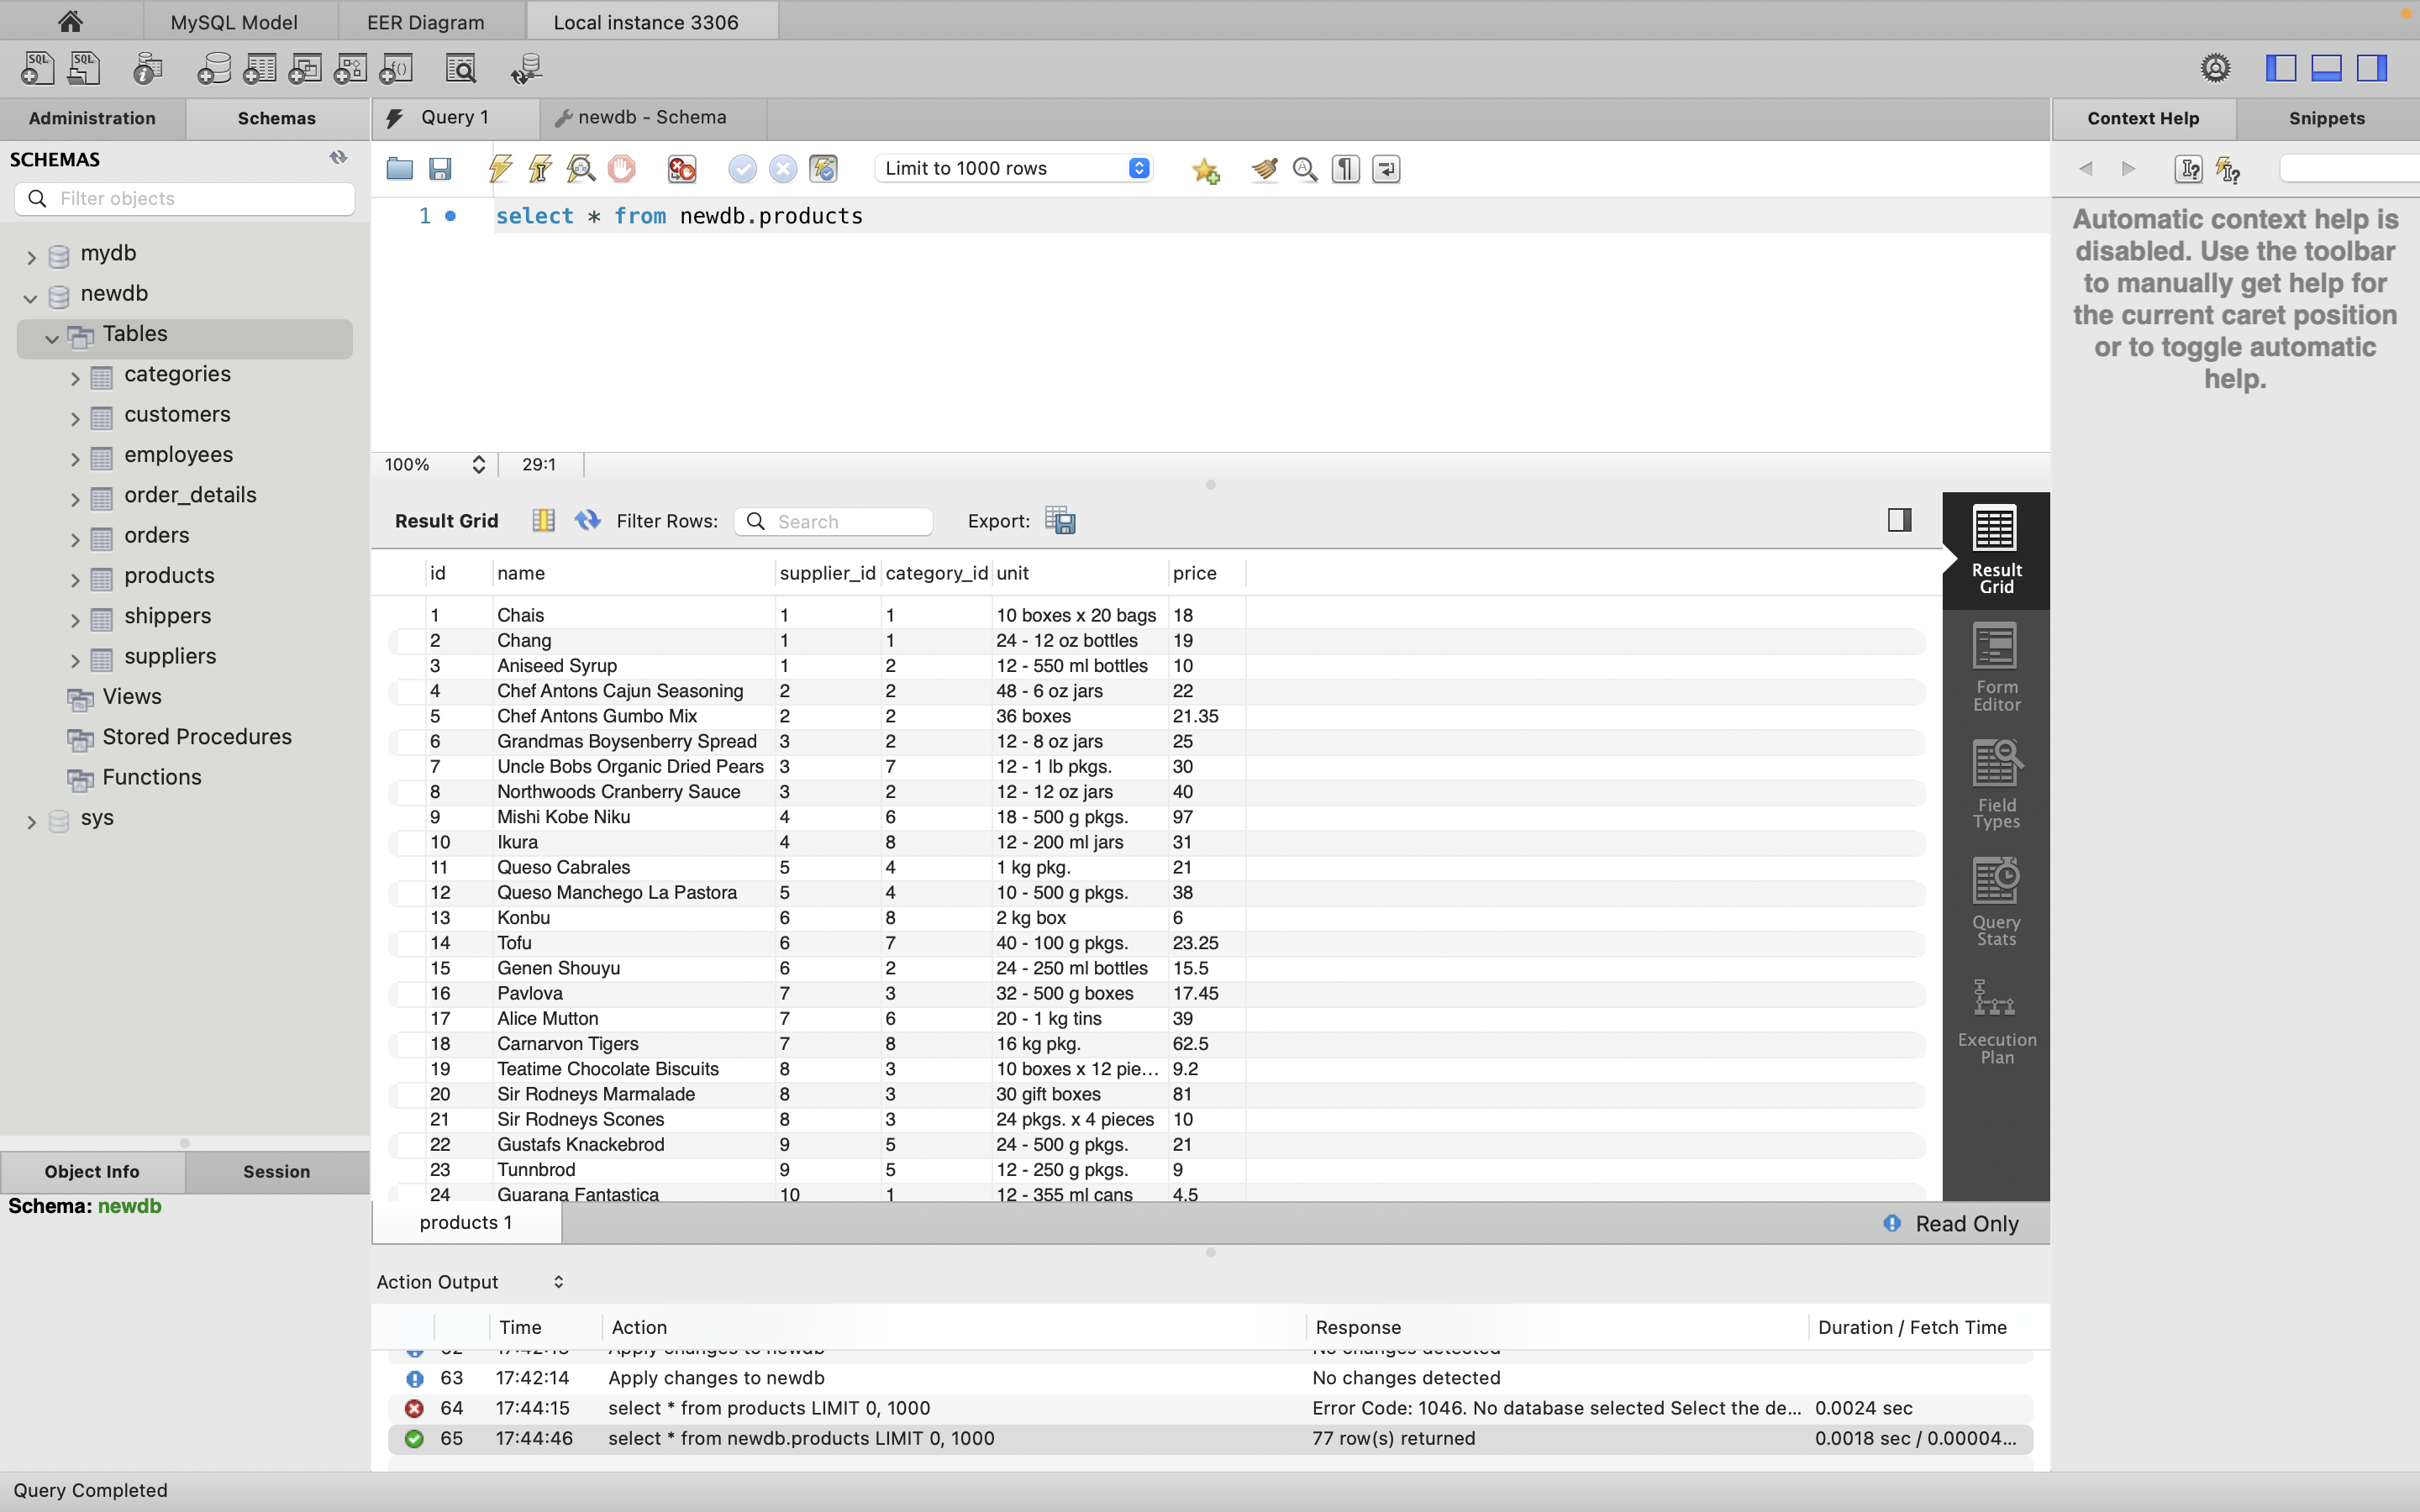 MySQL Model EER Diagram Local instance 3306
SQL SQL
Administration Schemas Query 1 newdb - Schema Context Help Snippets
SCHEMAS
Filter objects
mydb
newdb
Tables
categories
customers
employees
order_details
orders
products
shippers
suppliers
Views
Stored Procedures
Functions
sys
Object Info Session
Schema: newdb
Limit to 1000 rows
1 select * from newdb.products
100% 29:1
Result Grid Filter Rows: Search Export:
id name supplier_id category_id unit price
1 Chais 1 1 10 boxes x 20 bags 18
2 Chang 1 1 24 - 12 oz bottles 19
3 Aniseed Syrup 1 2 12 - 550 ml bottles 10
4 Chef Antons Cajun Seasoning 2 2 48 - 6 oz jars 22
5 Chef Antons Gumbo Mix 2 2 36 boxes 21.35
6 Grandmas Boysenberry Spread 3 2 12 - 8 oz jars 25
7 Uncle Bobs Organic Dried Pears 3 7 12 - 1 lb pkgs. 30
8 Northwoods Cranberry Sauce 3 2 12 - 12 oz jars 40
9 Mishi Kobe Niku 4 6 18 - 500 g pkgs. 97
10 Ikura 4 8 12 - 200 ml jars 31
11 Queso Cabrales 5 4 1 kg pkg. 21
12 Queso Manchego La Pastora 5 4 10 - 500 g pkgs. 38
13 Konbu 6 8 2 kg box 6
14 Tofu 6 7 40 - 100 g pkgs. 23.25
15 Genen Shouyu 6 2 24 - 250 ml bottles 15.5
16 Pavlova 7 3 32 - 500 g boxes 17.45
17 Alice Mutton 7 6 20 - 1 kg tins 39
18 Carnarvon Tigers 7 8 16 kg pkg. 62.5
19 Teatime Chocolate Biscuits 8 3 10 boxes x 12 pie... 9.2
20 Sir Rodneys Marmalade 8 3 30 gift boxes 81
21 Sir Rodneys Scones 8 3 24 pkgs. x 4 pieces 10
22 Gustafs Knackebrod 9 5 24 - 500 g pkgs. 21
23 Tunnbrod 9 5 12 - 250 g pkgs. 9
24 Guarana Fantastica 10 1 12 - 355 ml cans 4.5
Result
Grid
Form
Editor
Field
Types
Query
Stats
Execution
Plan
products 1 Read Only
Action Output
Time Action Response Duration / Fetch Time
62 17:42:13 Apply changes to newdb No changes detected
63 17:42:14 Apply changes to newdb No changes detected
64 17:44:15 select * from products LIMIT 0, 1000 Error Code: 1046. No database selected Select the de... 0.0024 sec
65 17:44:46 select * from newdb.products LIMIT 0, 1000 77 row(s) returned 0.0018 sec / 0.00004...
Automatic context help is
disabled. Use the toolbar
to manually get help for
the current caret position
or to toggle automatic
help.
Query Completed